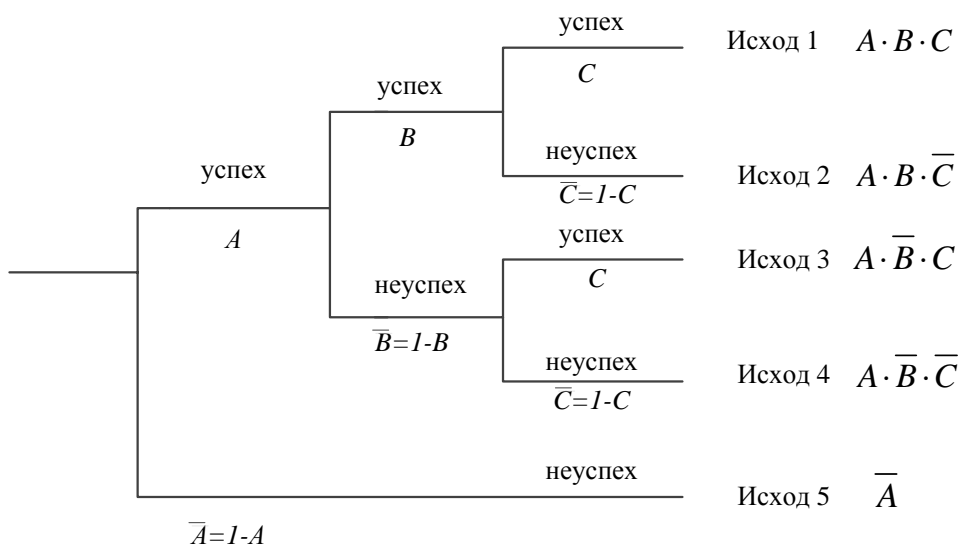 успех
Исход 1 A · B · C
C
успех
B
неуспех
Исход 2 A · B · C̅
C̅=1-C
успех
A
успех
Исход 3 A · B̅ · C
C
неуспех
B̅=1-B
неуспех
Исход 4 A · B̅ · C̅
C̅=1-C
неуспех
Исход 5 A̅
A̅=1-A